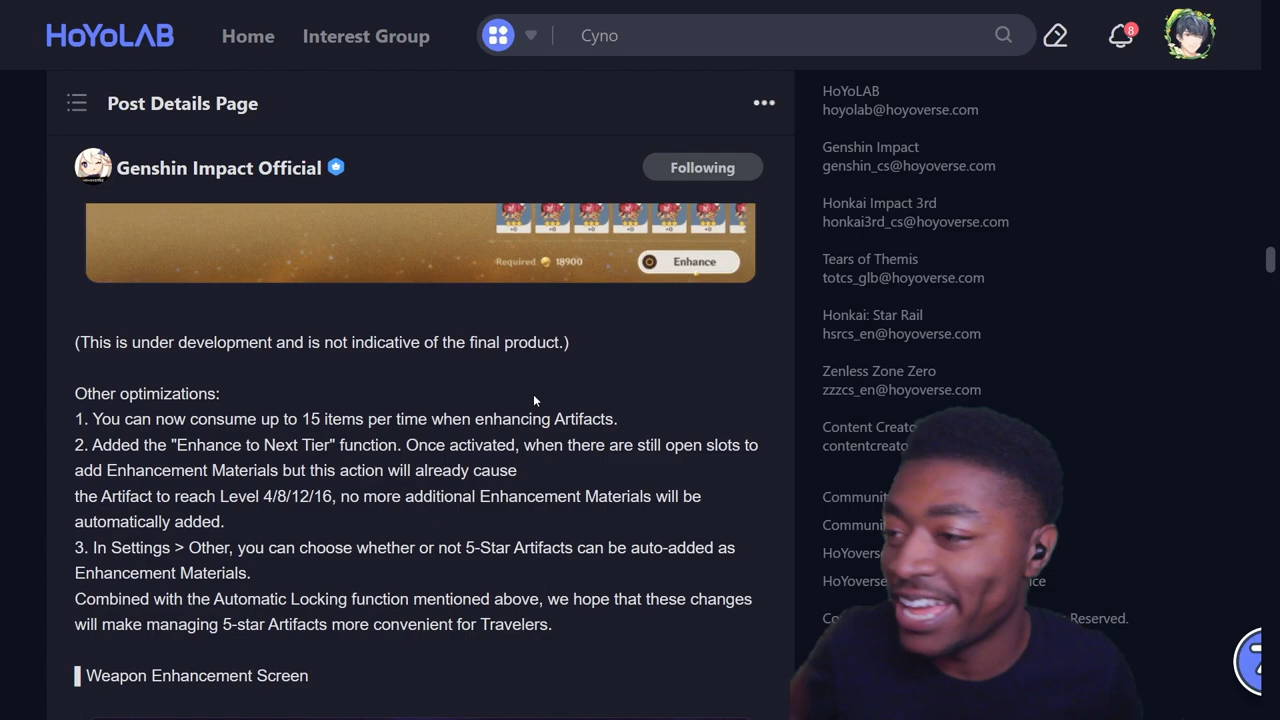 HoYoLAB
Home
Interest Group
Cyno
8
Post Details Page
Genshin Impact Official
Following
Required 18900
Enhance
(This is under development and is not indicative of the final product.)
Other optimizations:
1. You can now consume up to 15 items per time when enhancing Artifacts.
2. Added the "Enhance to Next Tier" function. Once activated, when there are still open slots to
add Enhancement Materials but this action will already cause
the Artifact to reach Level 4/8/12/16, no more additional Enhancement Materials will be
automatically added.
3. In Settings > Other, you can choose whether or not 5-Star Artifacts can be auto-added as
Enhancement Materials.
Combined with the Automatic Locking function mentioned above, we hope that these changes
will make managing 5-star Artifacts more convenient for Travelers.
Weapon Enhancement Screen
HoYoLAB
hoyolab@hoyoverse.com
Genshin Impact
genshin_cs@hoyoverse.com
Honkai Impact 3rd
honkai3rd_cs@hoyoverse.com
Tears of Themis
totcs_glb@hoyoverse.com
Honkai: Star Rail
hsrcs_en@hoyoverse.com
Zenless Zone Zero
zzzcs_en@hoyoverse.com
Content
Reserved.